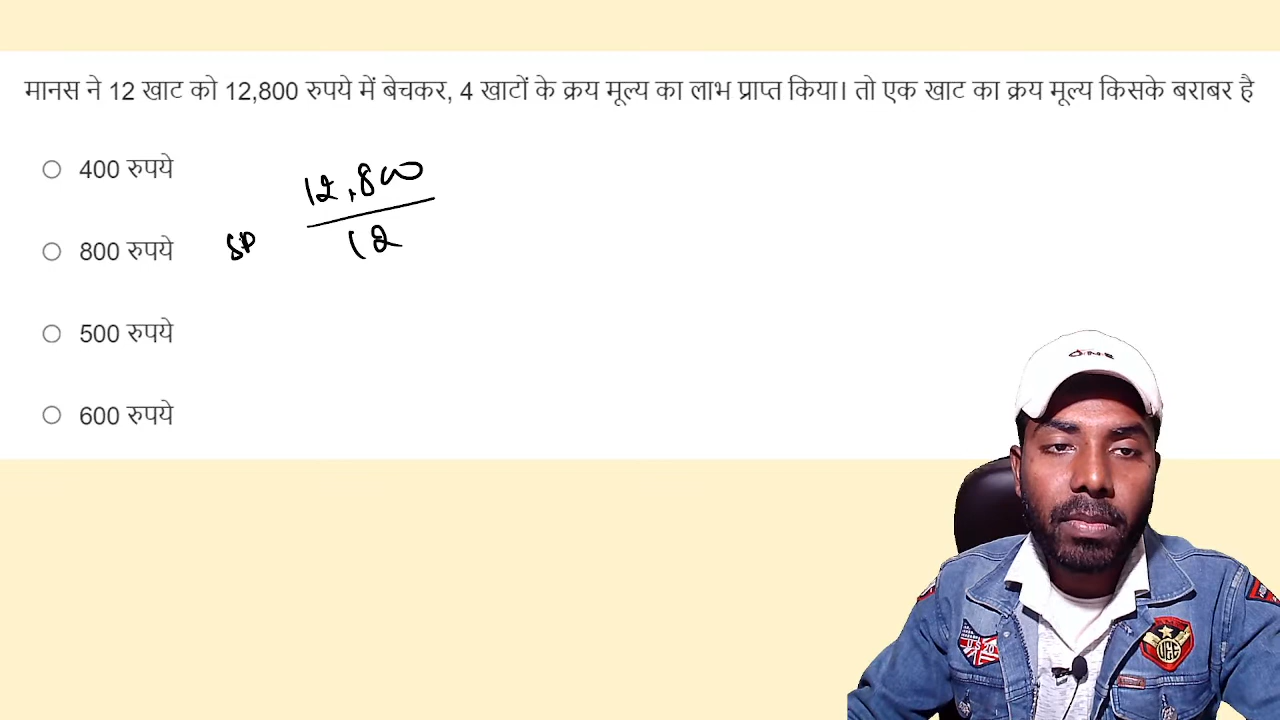 मानस ने 12 खाट को 12,800 रुपये में बेचकर, 4 खाटों के क्रय मूल्य का लाभ प्राप्त किया। तो एक खाट का क्रय मूल्य किसके बराबर है
400 रुपये
12,800
800 रुपये
SP
12
500 रुपये
600 रुपये